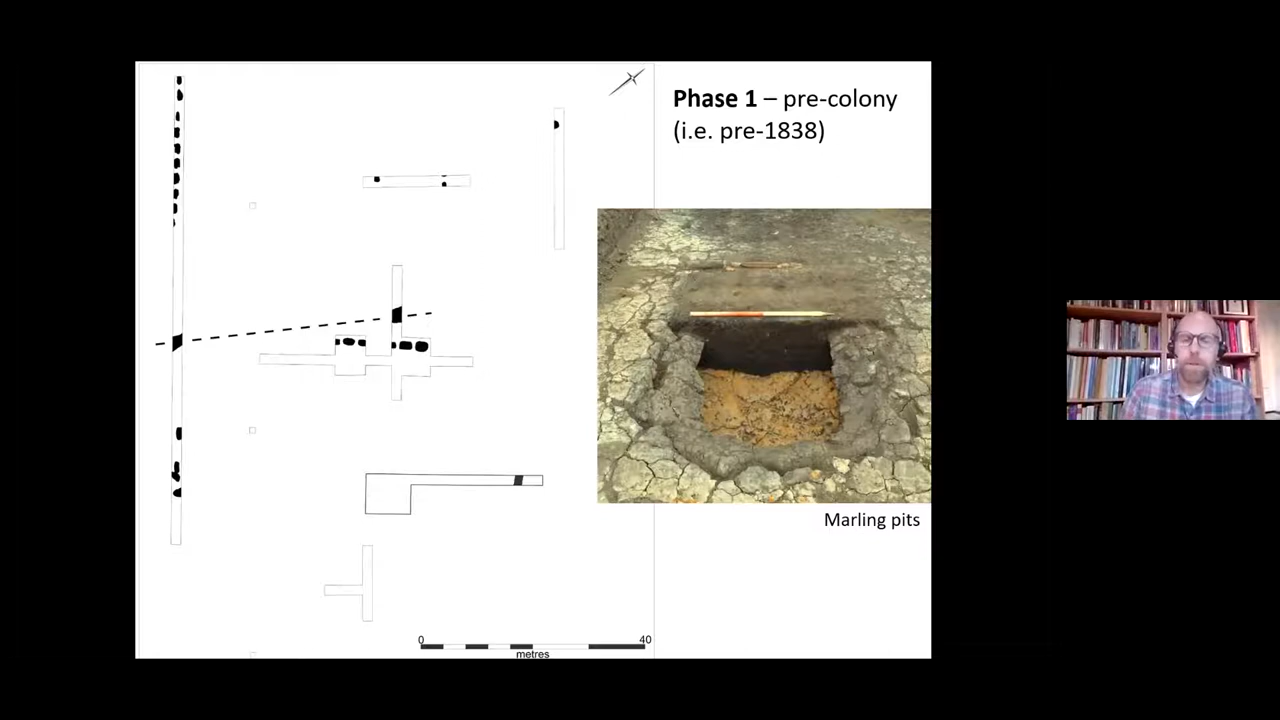 Phase 1 – pre-colony
(i.e. pre-1838)
Marling pits
0 40
metres